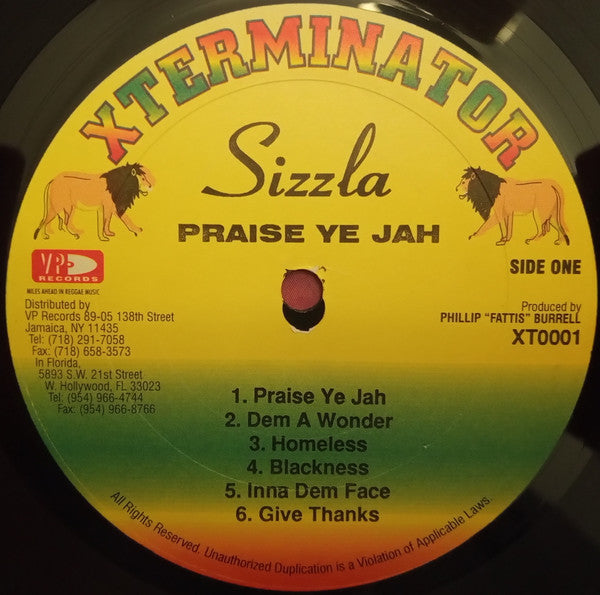 XTERMINATOR
Sizzla
PRAISE YE JAH
VP
RECORDS
MILES AHEAD IN REGGAE MUSIC
Distributed by
VP Records 89-05 138th Street
Jamaica, NY 11435
Tel: (718) 291-7058
Fax: (718) 658-3573
In Florida,
5893 S.W. 21st Street
W. Hollywood, FL 33023
Tel: (954) 966-4744
Fax: (954) 966-8766
SIDE ONE
Produced by
PHILLIP "FATTIS" BURRELL
XT0001
1. Praise Ye Jah
2. Dem A Wonder
3. Homeless
4. Blackness
5. Inna Dem Face
6. Give Thanks
All Rights Reserved. Unauthorized Duplication is a Violation of Applicable Laws.